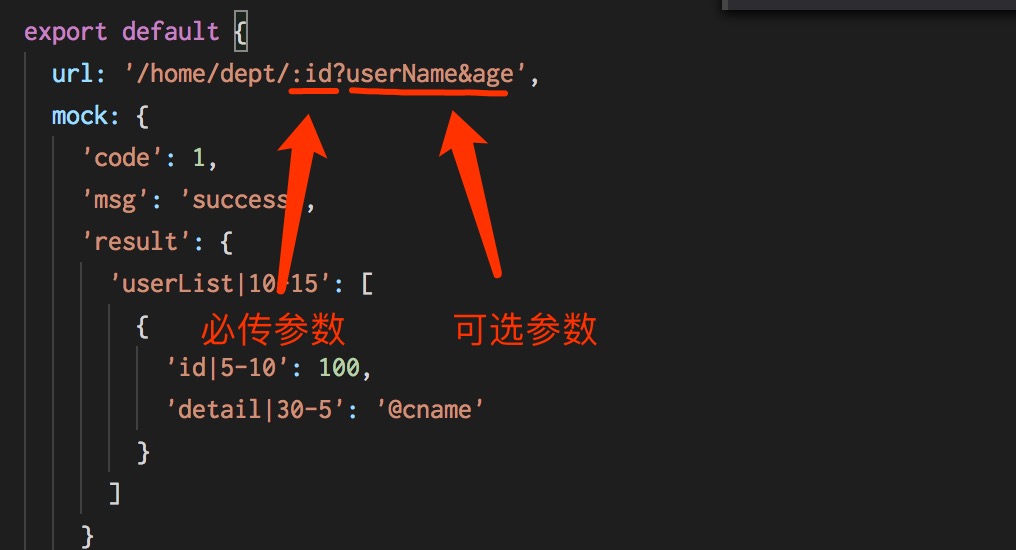 export default {
url: '/home/dept/:id?userName&age',
mock: {
'code': 1,
'msg': 'success',
'result': {
'userList|10-15': [
{
必传参数
可选参数
'id|5-10': 100,
'detail|30-5': '@cname'
}
]
}